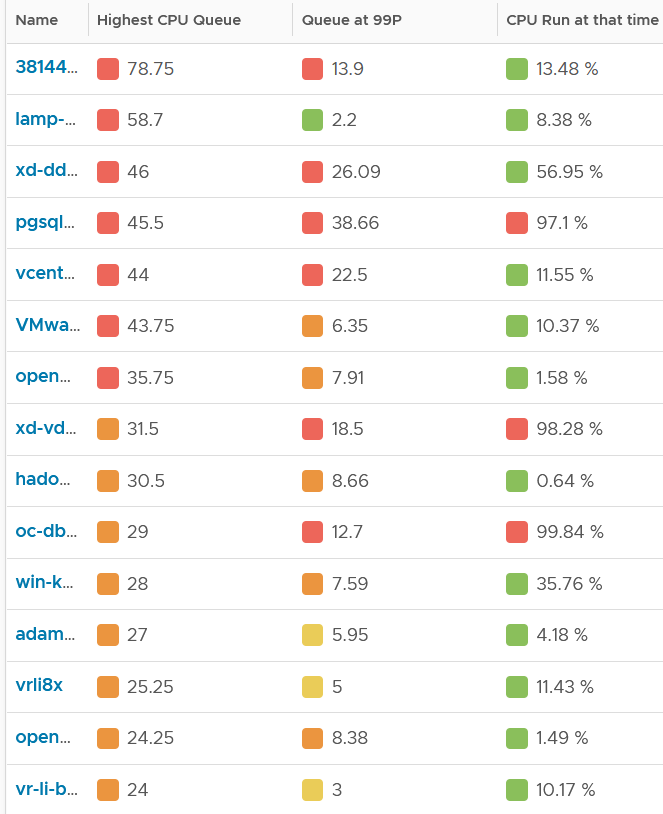 Name Highest CPU Queue Queue at 99P CPU Run at that time
38144... 78.75 13.9 13.48 %
lamp-... 58.7 2.2 8.38 %
xd-dd... 46 26.09 56.95 %
pgsql... 45.5 38.66 97.1 %
vcent... 44 22.5 11.55 %
VMwa... 43.75 6.35 10.37 %
open... 35.75 7.91 1.58 %
xd-vd... 31.5 18.5 98.28 %
hado... 30.5 8.66 0.64 %
oc-db... 29 12.7 99.84 %
win-k... 28 7.59 35.76 %
adam... 27 5.95 4.18 %
vrli8x 25.25 5 11.43 %
open... 24.25 8.38 1.49 %
vr-li-b... 24 3 10.17 %